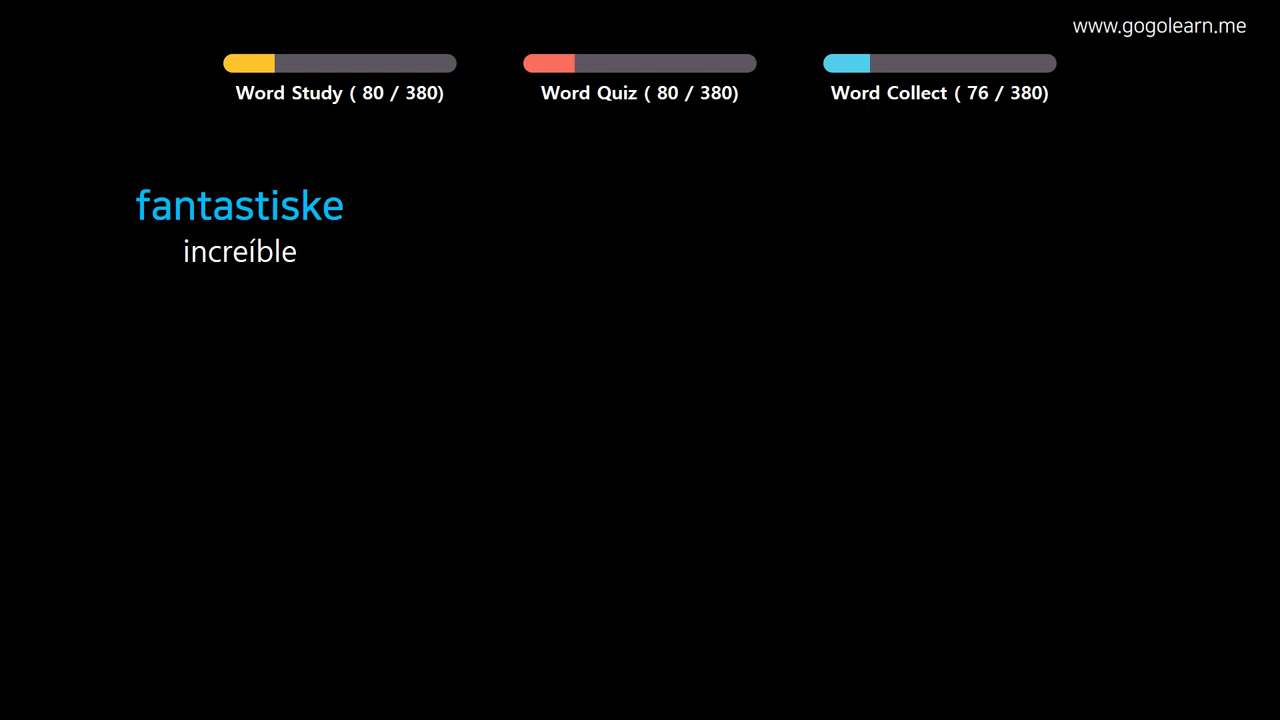 www.gogolearn.me
Word Study ( 80 / 380)
Word Quiz ( 80 / 380)
Word Collect ( 76 / 380)
fantastiske
increíble